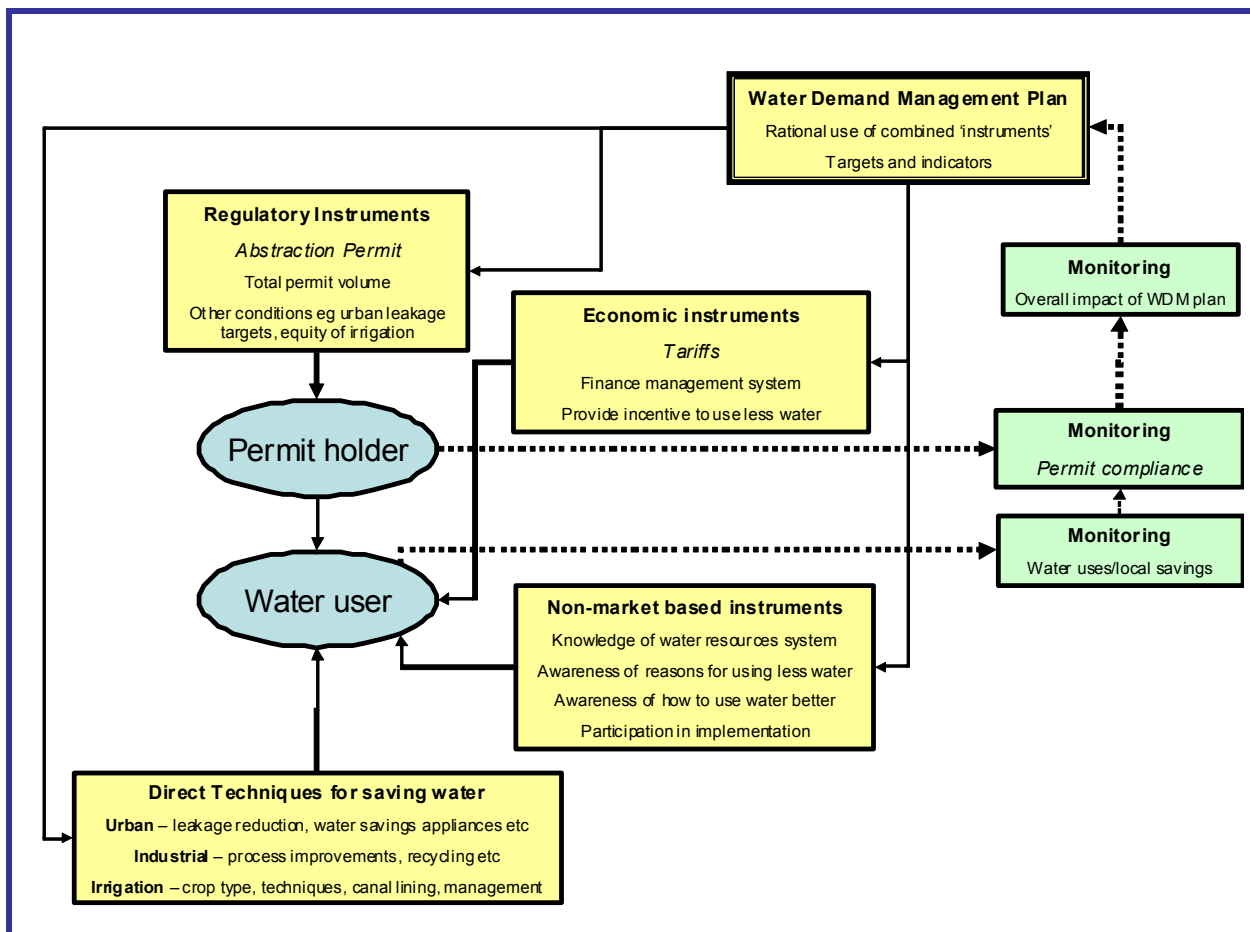 Water Demand Management Plan
Rational use of combined ‘instruments’
Targets and indicators
Regulatory Instruments
Abstraction Permit
Total permit volume
Other conditions eg urban leakage
targets, equity of irrigation
Monitoring
Overall impact of WDM plan
Economic instruments
Tariffs
Finance management system
Provide incentive to use less water
Permit holder
Monitoring
Permit compliance
Monitoring
Water uses/local savings
Water user
Non-market based instruments
Knowledge of water resources system
Awareness of reasons for using less water
Awareness of how to use water better
Participation in implementation
Direct Techniques for saving water
Urban – leakage reduction, water savings appliances etc
Industrial – process improvements, recycling etc
Irrigation – crop type, techniques, canal lining, management